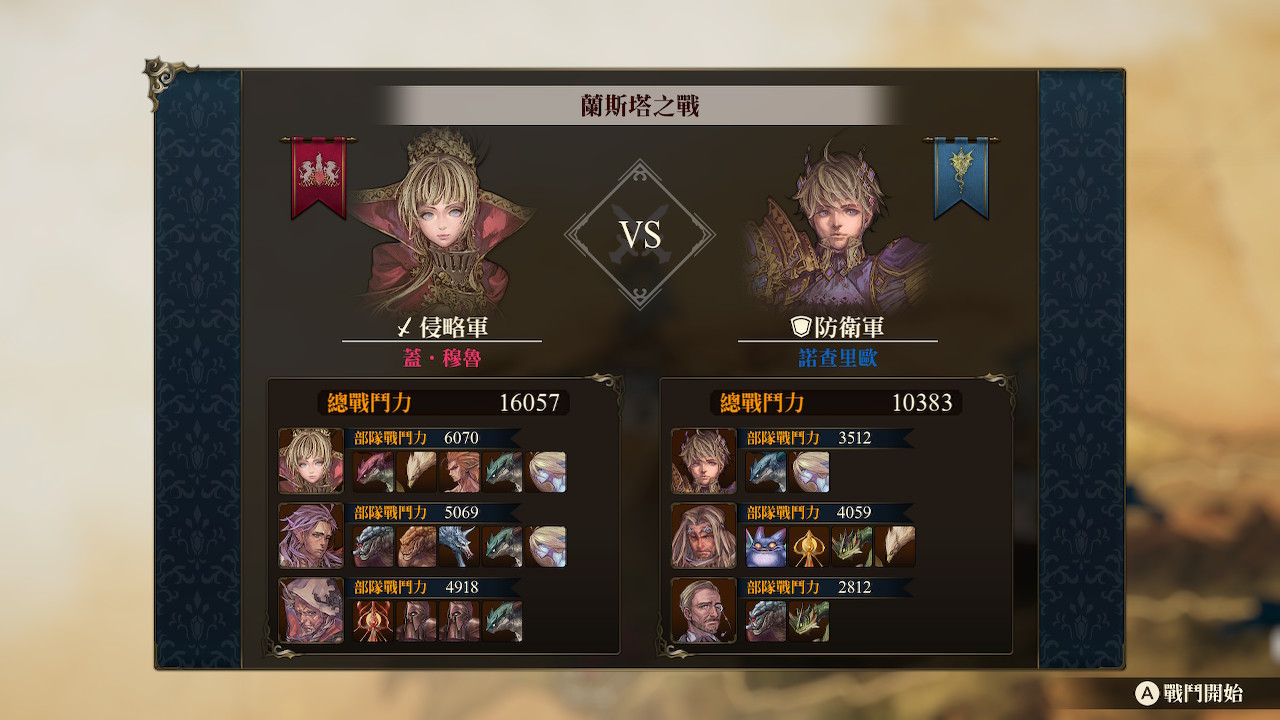 蘭斯塔之戰
VS
侵略軍
防衛軍
蓋・穆魯
諾查里歐
總戰鬥力 16057
部隊戰鬥力 6070
部隊戰鬥力 5069
部隊戰鬥力 4918
總戰鬥力 10383
部隊戰鬥力 3512
部隊戰鬥力 4059
部隊戰鬥力 2812
A 戰鬥開始